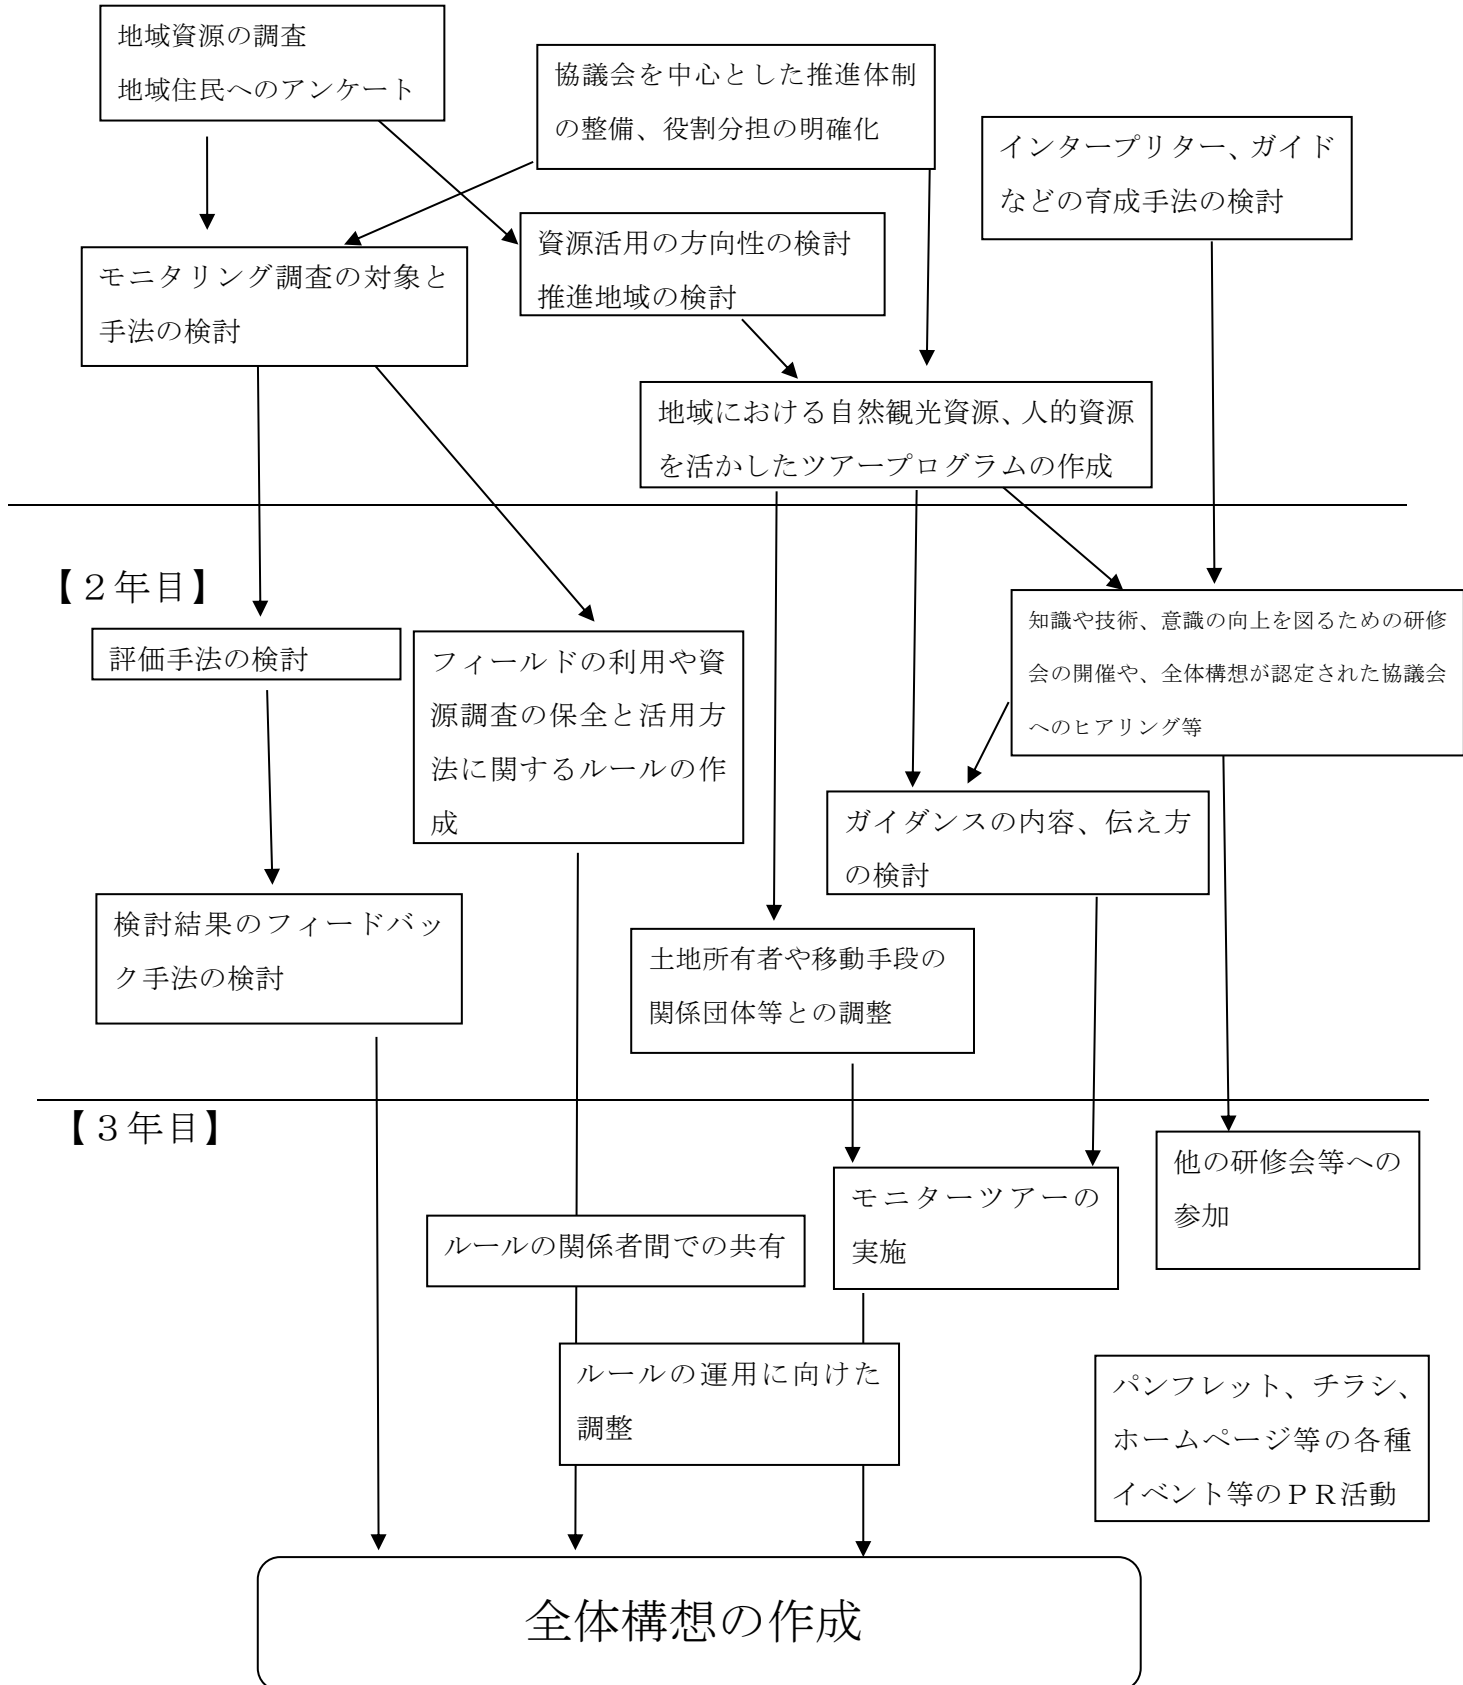 地域資源の調査
地域住民へのアンケート
協議会を中心とした推進体制
の整備、役割分担の明確化
インタープリター、ガイド
などの育成手法の検討
資源活用の方向性の検討
推進地域の検討
モニタリング調査の対象と
手法の検討
地域における自然観光資源、人的資源
を活かしたツアープログラムの作成
【２年目】
評価手法の検討
フィールドの利用や資
源調査の保全と活用方
法に関するルールの作
成
知識や技術、意識の向上を図るための研修
会の開催や、全体構想が認定された協議会
へのヒアリング等
ガイダンスの内容、伝え方
の検討
検討結果のフィードバッ
ク手法の検討
土地所有者や移動手段の
関係団体等との調整
【３年目】
他の研修会等への
参加
モニターツアーの
実施
ルールの関係者間での共有
ルールの運用に向けた
調整
パンフレット、チラシ、
ホームページ等の各種
イベント等のＰＲ活動
全体構想の作成